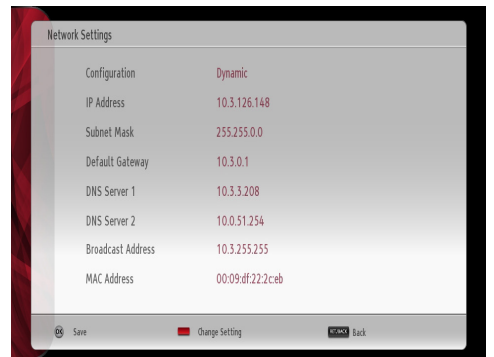 Network Settings
Configuration Dynamic
IP Address 10.3.126.148
Subnet Mask 255.255.0.0
Default Gateway 10.3.0.1
DNS Server 1 10.3.3.208
DNS Server 2 10.0.51.254
Broadcast Address 10.3.255.255
MAC Address 00:09:df:22:2c:eb
OK Save Change Setting RET./BACK Back